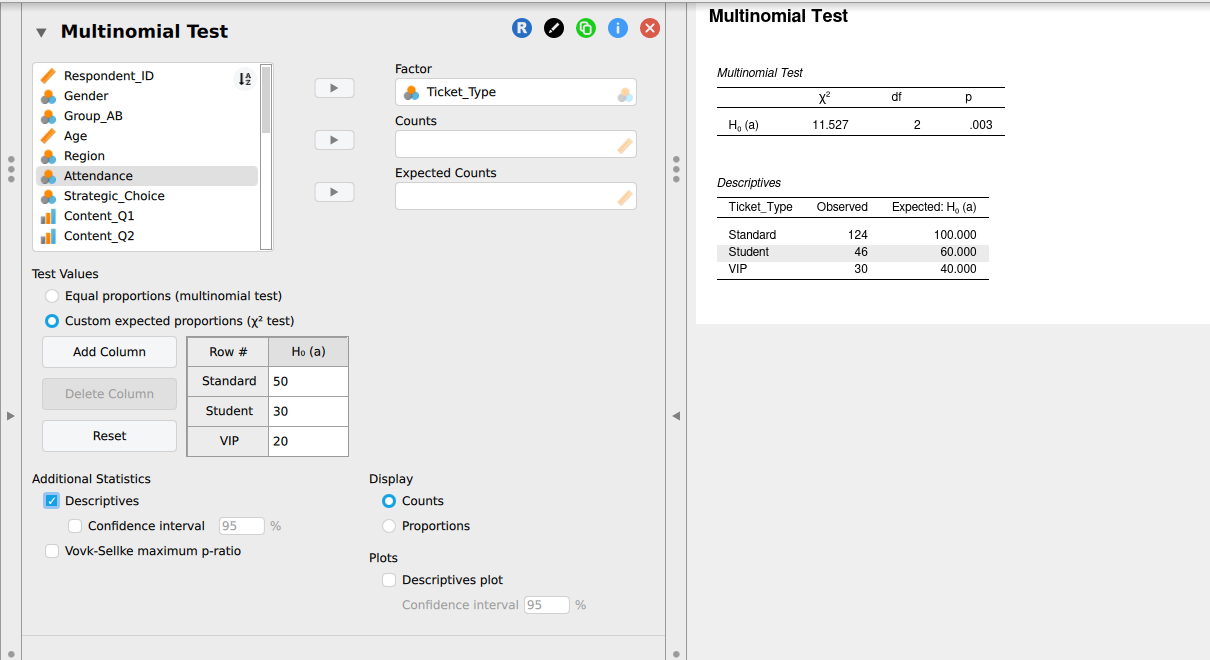 Multinomial Test
Respondent_ID
Gender
Group_AB
Age
Region
Attendance
Strategic_Choice
Content_Q1
Content_Q2
Factor
Ticket_Type
Counts
Expected Counts
Test Values
Equal proportions (multinomial test)
Custom expected proportions (χ² test)
Add Column
Delete Column
Reset
Row # H₀ (a)
Standard 50
Student 30
VIP 20
Additional Statistics
Descriptives
Confidence interval 95 %
Vovk-Sellke maximum p-ratio
Display
Counts
Proportions
Plots
Descriptives plot
Confidence interval 95 %
Multinomial Test
Multinomial Test
χ² df p
H₀ (a) 11.527 2 .003
Descriptives
Ticket_Type Observed Expected: H₀ (a)
Standard 124 100.000
Student 46 60.000
VIP 30 40.000